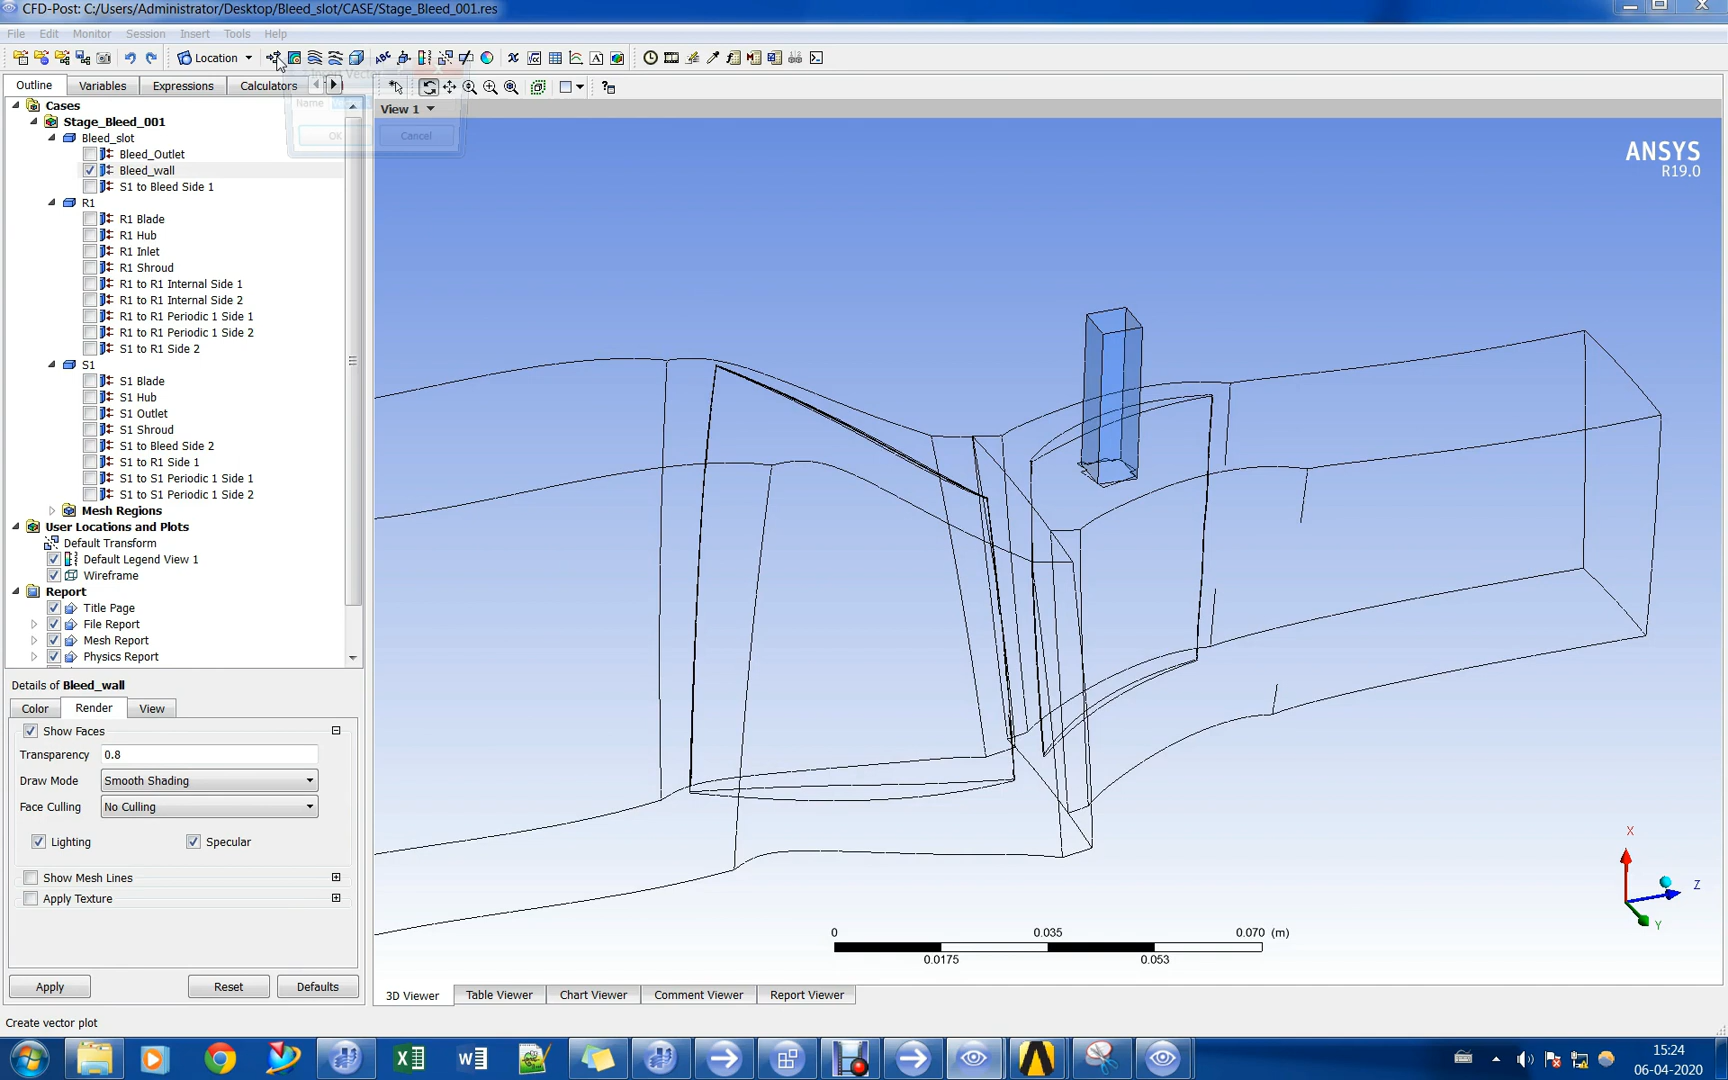 CFD-Post: C:/Users/Administrator/Desktop/Bleed_slot/CASE/Stage_Bleed_001.res
File Edit Monitor Session Insert Tools Help
Location
Outline Variables Expressions Calculators
Insert Vector
Name
OK Cancel
View 1
Cases
Stage_Bleed_001
Bleed_slot
Bleed_Outlet
Bleed_wall
S1 to Bleed Side 1
R1
R1 Blade
R1 Hub
R1 Inlet
R1 Shroud
R1 to R1 Internal Side 1
R1 to R1 Internal Side 2
R1 to R1 Periodic 1 Side 1
R1 to R1 Periodic 1 Side 2
S1 to R1 Side 2
S1
S1 Blade
S1 Hub
S1 Outlet
S1 Shroud
S1 to Bleed Side 2
S1 to R1 Side 1
S1 to S1 Periodic 1 Side 1
S1 to S1 Periodic 1 Side 2
Mesh Regions
User Locations and Plots
Default Transform
Default Legend View 1
Wireframe
Report
Title Page
File Report
Mesh Report
Physics Report
Details of Bleed_wall
Color Render View
Show Faces
Transparency 0.8
Draw Mode Smooth Shading
Face Culling No Culling
Lighting Specular
Show Mesh Lines
Apply Texture
Apply Reset Defaults
Create vector plot
ANSYS
R19.0
X
Z
Y
0 0.035 0.070 (m)
0.0175 0.053
3D Viewer Table Viewer Chart Viewer Comment Viewer Report Viewer
15:24
06-04-2020